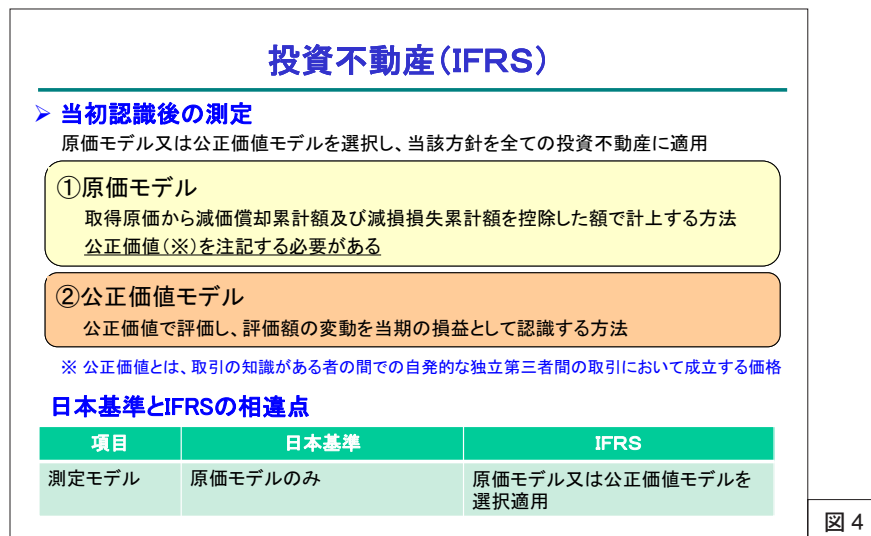 投資不動産(IFRS)
➢ 当初認識後の測定
原価モデル又は公正価値モデルを選択し、当該方針を全ての投資不動産に適用
①原価モデル
取得原価から減価償却累計額及び減損損失累計額を控除した額で計上する方法
公正価値(※)を注記する必要がある
②公正価値モデル
公正価値で評価し、評価額の変動を当期の損益として認識する方法
※ 公正価値とは、取引の知識がある者の間での自発的な独立第三者間の取引において成立する価格
日本基準とIFRSの相違点
項目 日本基準 IFRS
測定モデル 原価モデルのみ 原価モデル又は公正価値モデルを
選択適用
図4